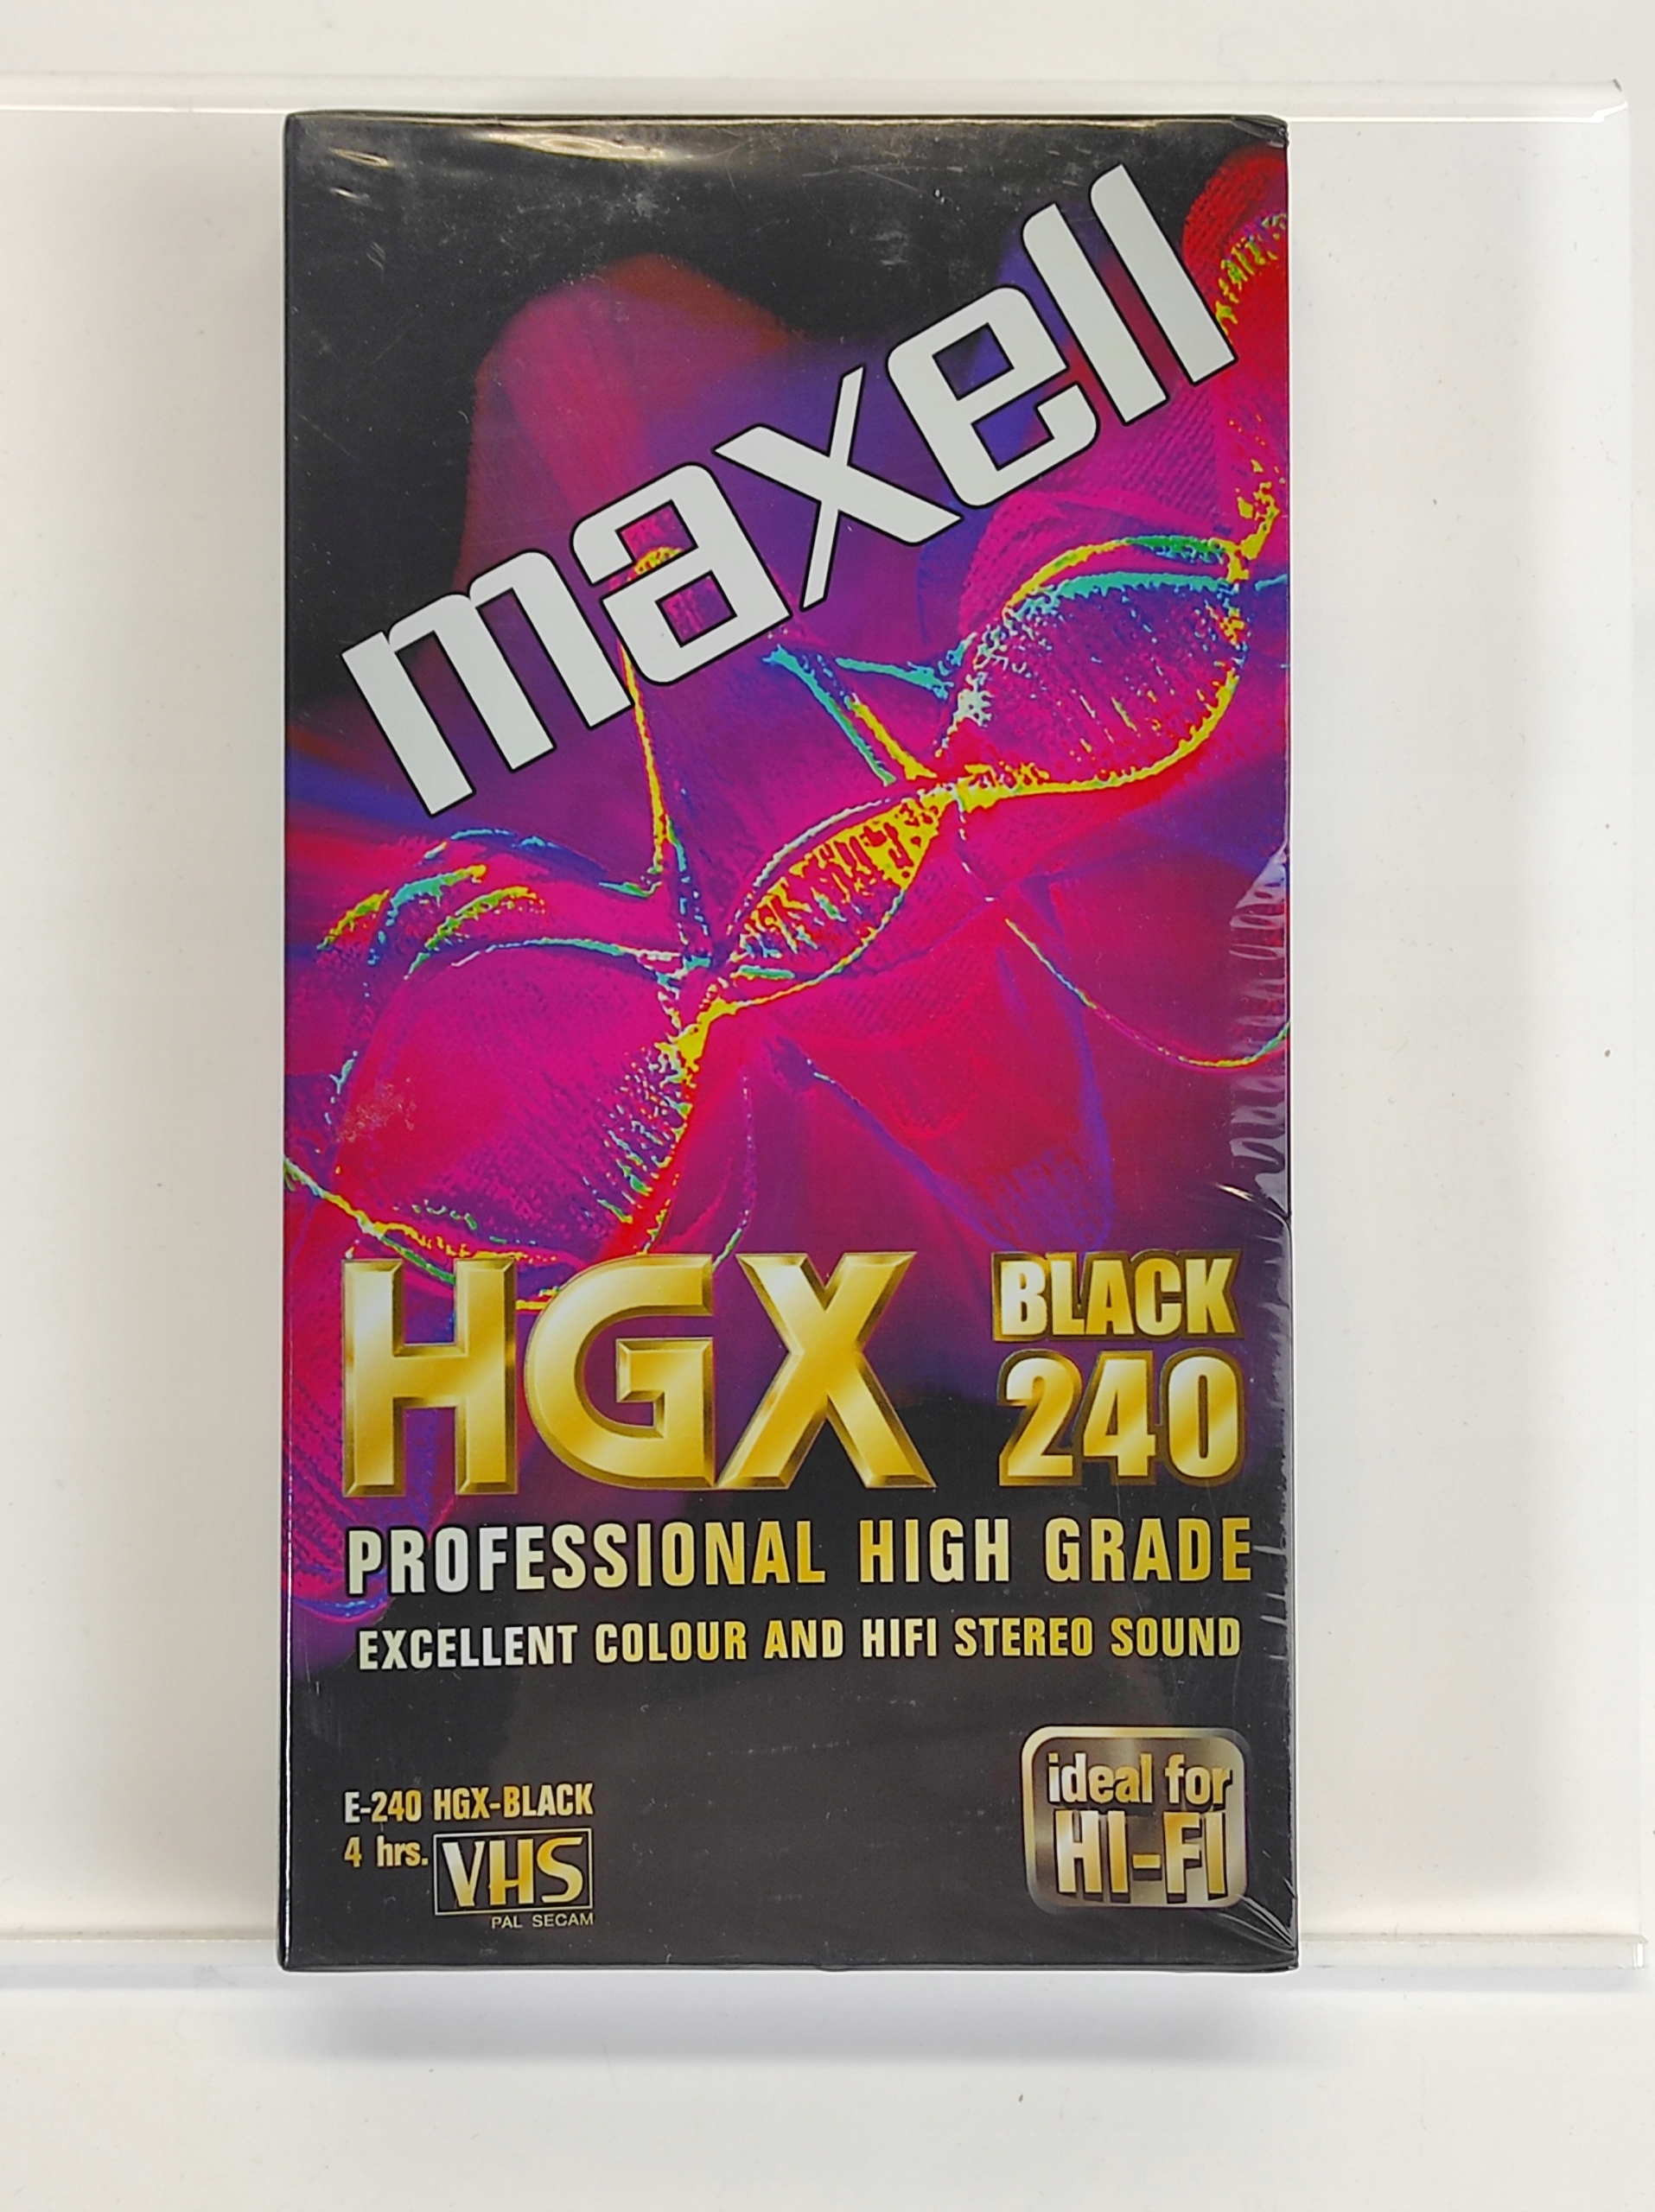 maxell
HGX BLACK 240
PROFESSIONAL HIGH GRADE
EXCELLENT COLOUR AND HIFI STEREO SOUND
E-240 HGX-BLACK
4 hrs. VHS
PAL SECAM
ideal for
HI-FI